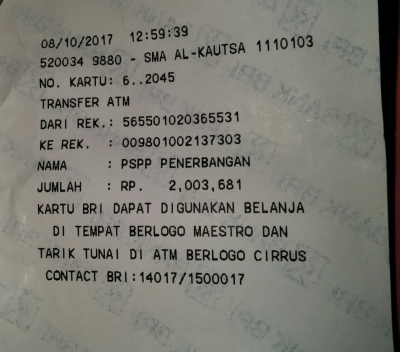 08/10/2017 12:59:39
520034 9880 - SMA AL-KAUTSA 1110103
NO. KARTU: 6..2045
TRANSFER ATM
DARI REK.: 565501020365531
KE REK. : 009801002137303
NAMA : PSPP PENERBANGAN
JUMLAH : RP. 2,003,681
KARTU BRI DAPAT DIGUNAKAN BELANJA
DI TEMPAT BERLOGO MAESTRO DAN
TARIK TUNAI DI ATM BERLOGO CIRRUS
CONTACT BRI:14017/1500017